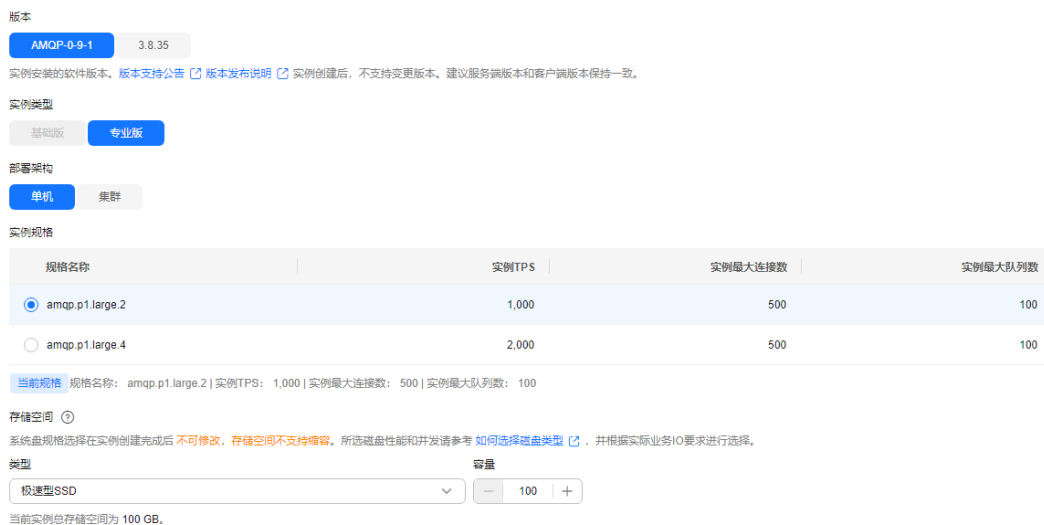 版本
AMQP-0-9-1 3.8.35
实例安装的软件版本。版本支持公告 版本发布说明 实例创建后，不支持变更版本。建议服务端版本和客户端版本保持一致。
实例类型
基础版 专业版
部署架构
单机 集群
实例规格
规格名称 实例TPS 实例最大连接数 实例最大队列数
amqp.p1.large.2 1,000 500 100
amqp.p1.large.4 2,000 500 100
当前规格 规格名称： amqp.p1.large.2 | 实例TPS： 1,000 | 实例最大连接数： 500 | 实例最大队列数： 100
存储空间 ?
系统盘规格选择在实例创建完成后 不可修改，存储空间不支持缩容。所选磁盘性能和并发请参考 如何选择磁盘类型 ，并根据实际业务IO要求进行选择。
类型 容量
极速型SSD − 100 +
当前实例总存储空间为 100 GB。